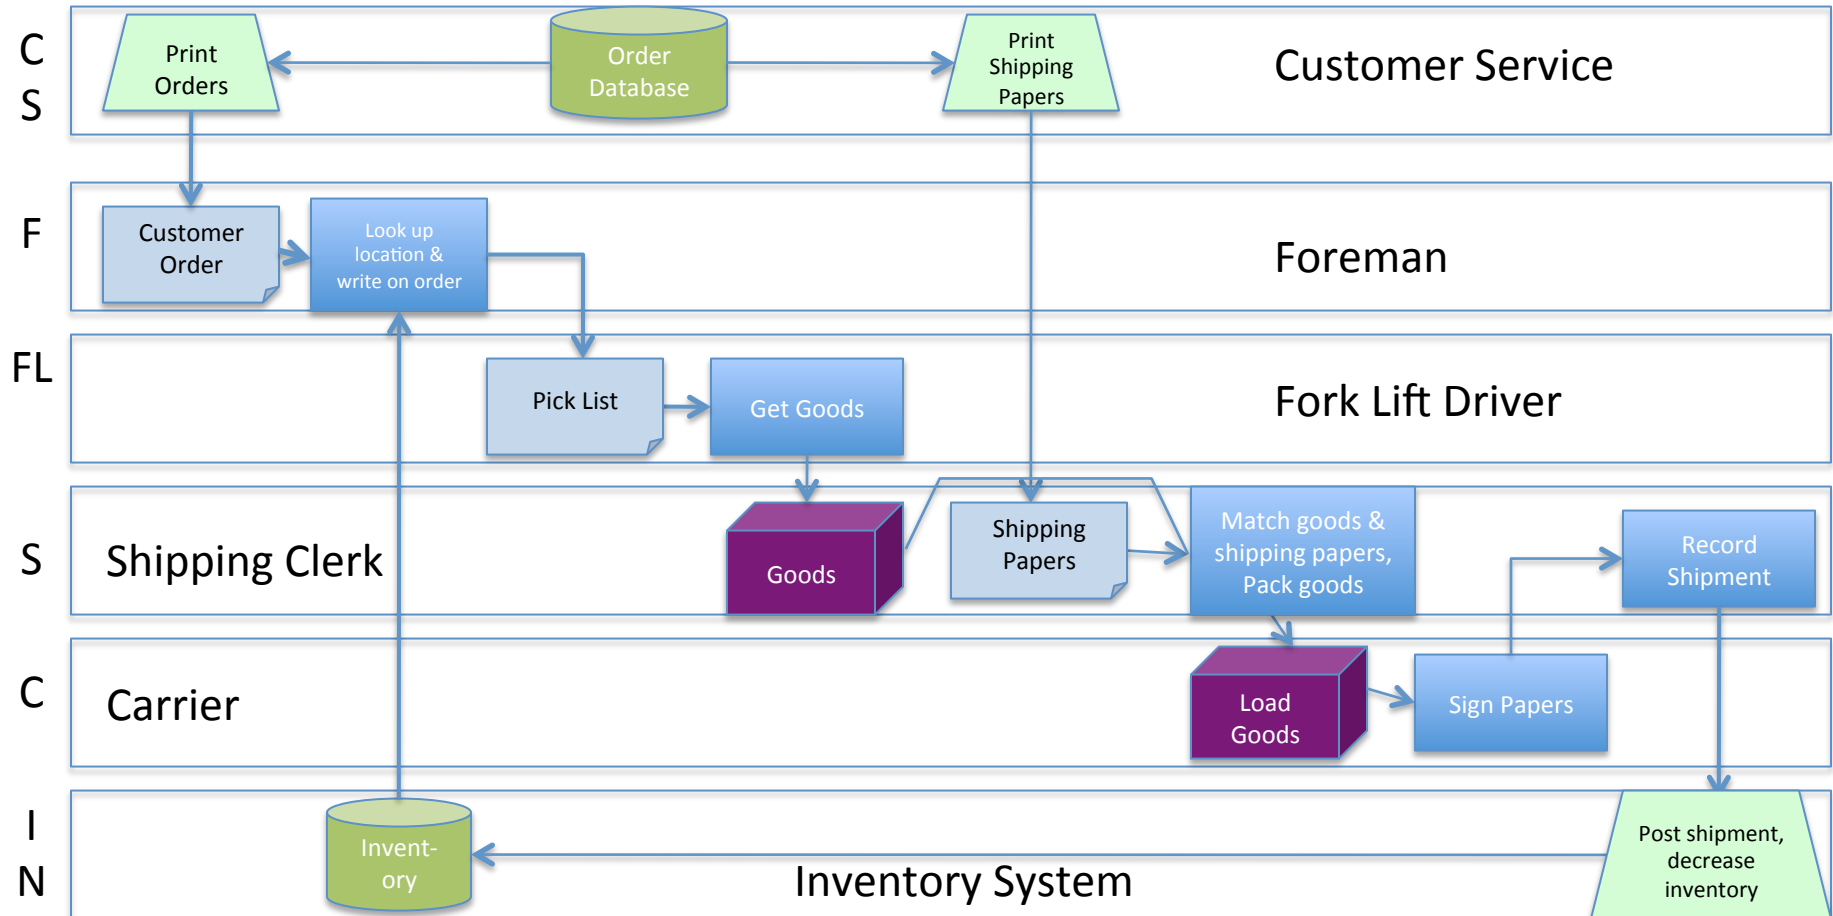 C
S
Print
Orders
Order
Database
Print
Shipping
Papers
Customer Service
F
Customer
Order
Look up
location &
write on order
Foreman
FL
Pick List
Get Goods
Fork Lift Driver
S
Shipping Clerk
Goods
Shipping
Papers
Match goods &
shipping papers,
Pack goods
Record
Shipment
C
Carrier
Load
Goods
Sign Papers
I
N
Invent-
ory
Inventory System
Post shipment,
decrease
inventory